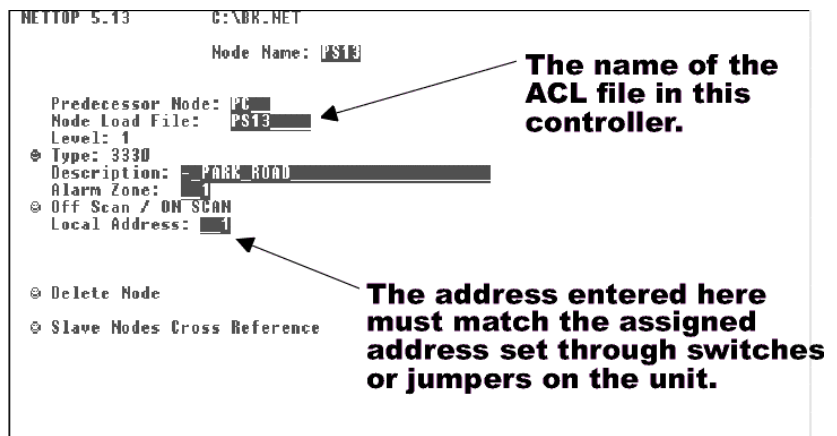 NETTOP 5.13 C:\BK.NET
Node Name: PS13
Predecessor Node: PC
Node Load File: PS13
Level: 1
Type: 3330
Description: -_PARK_ROAD
Alarm Zone: __1
Off Scan / ON SCAN
Local Address: __1
Delete Node
Slave Nodes Cross Reference
The name of the
ACL file in this
controller.
The address entered here
must match the assigned
address set through switches
or jumpers on the unit.